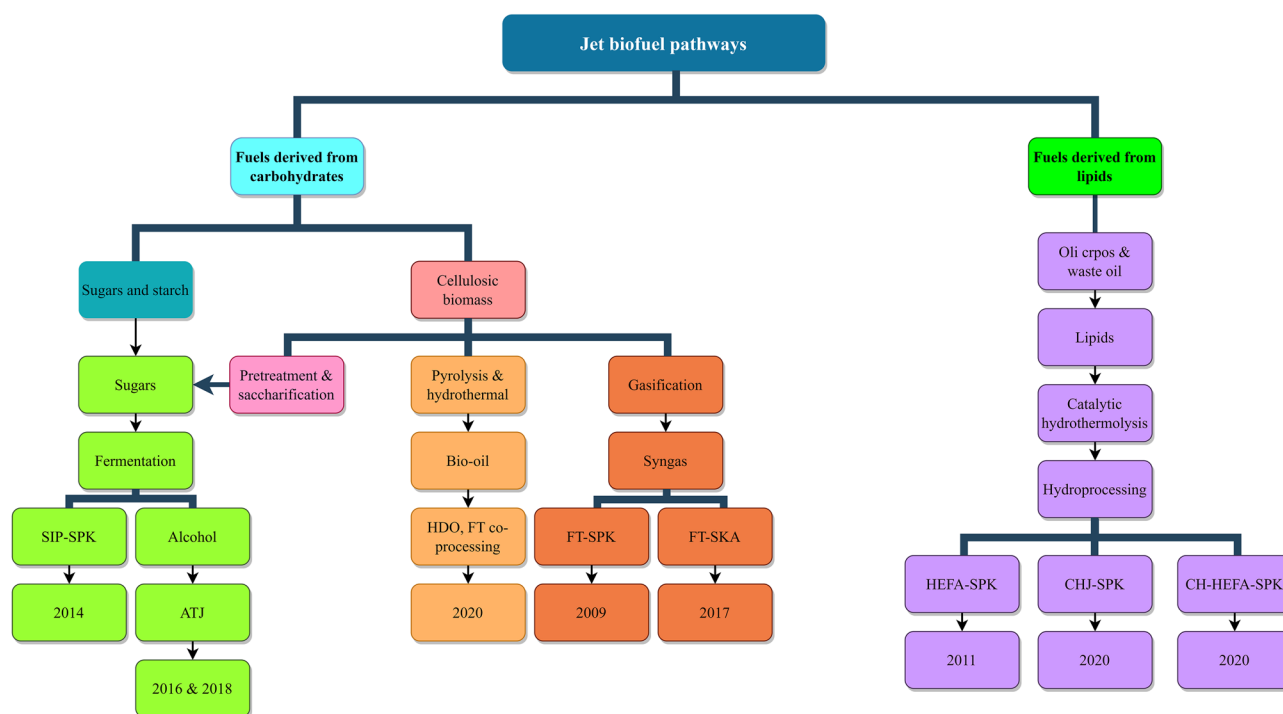 Jet biofuel pathways
Fuels derived from
carbohydrates
Fuels derived from
lipids
Sugars and starch
Cellulosic
biomass
Oli crpos &
waste oil
Sugars
Pretreatment &
saccharification
Pyrolysis &
hydrothermal
Gasification
Lipids
Fermentation
Bio-oil
Syngas
Catalytic
hydrothermolysis
Hydroprocessing
SIP-SPK
Alcohol
HDO, FT co-
processing
FT-SPK
FT-SKA
HEFA-SPK
CHJ-SPK
CH-HEFA-SPK
2014
ATJ
2020
2009
2017
2011
2020
2020
2016 & 2018